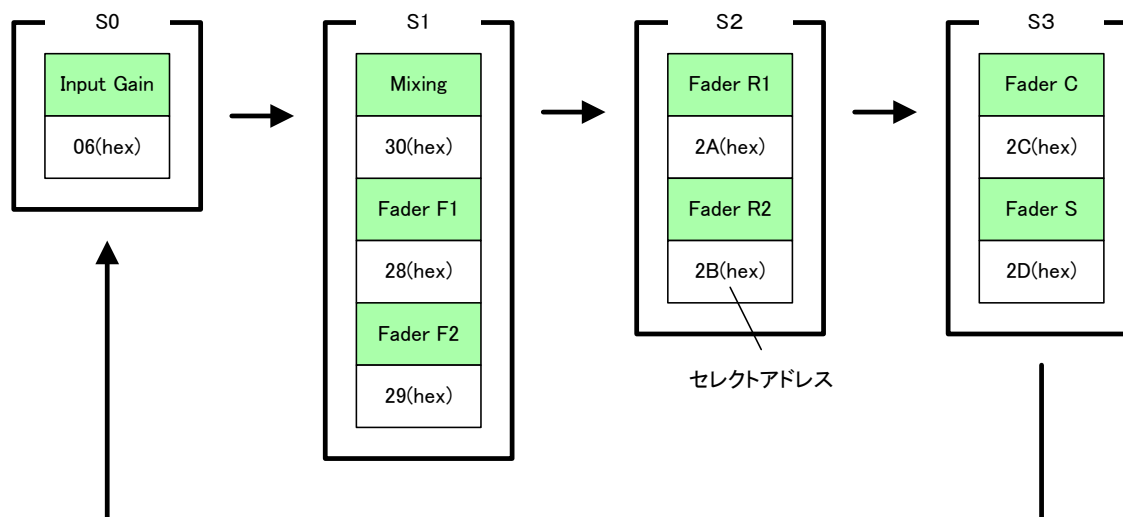 S0
Input Gain
06(hex)
S1
Mixing
30(hex)
Fader F1
28(hex)
Fader F2
29(hex)
S2
Fader R1
2A(hex)
Fader R2
2B(hex)
セレクトアドレス
S3
Fader C
2C(hex)
Fader S
2D(hex)